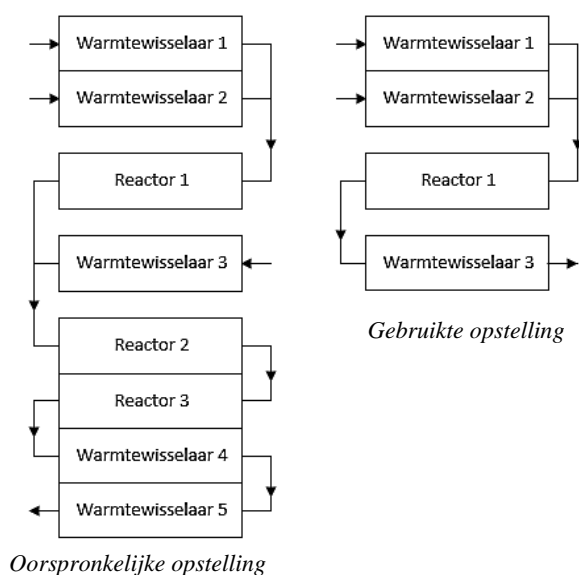 Warmtewisselaar 1
Warmtewisselaar 2
Reactor 1
Warmtewisselaar 3
Reactor 2
Reactor 3
Warmtewisselaar 4
Warmtewisselaar 5
Oorspronkelijke opstelling
Warmtewisselaar 1
Warmtewisselaar 2
Reactor 1
Warmtewisselaar 3
Gebruikte opstelling